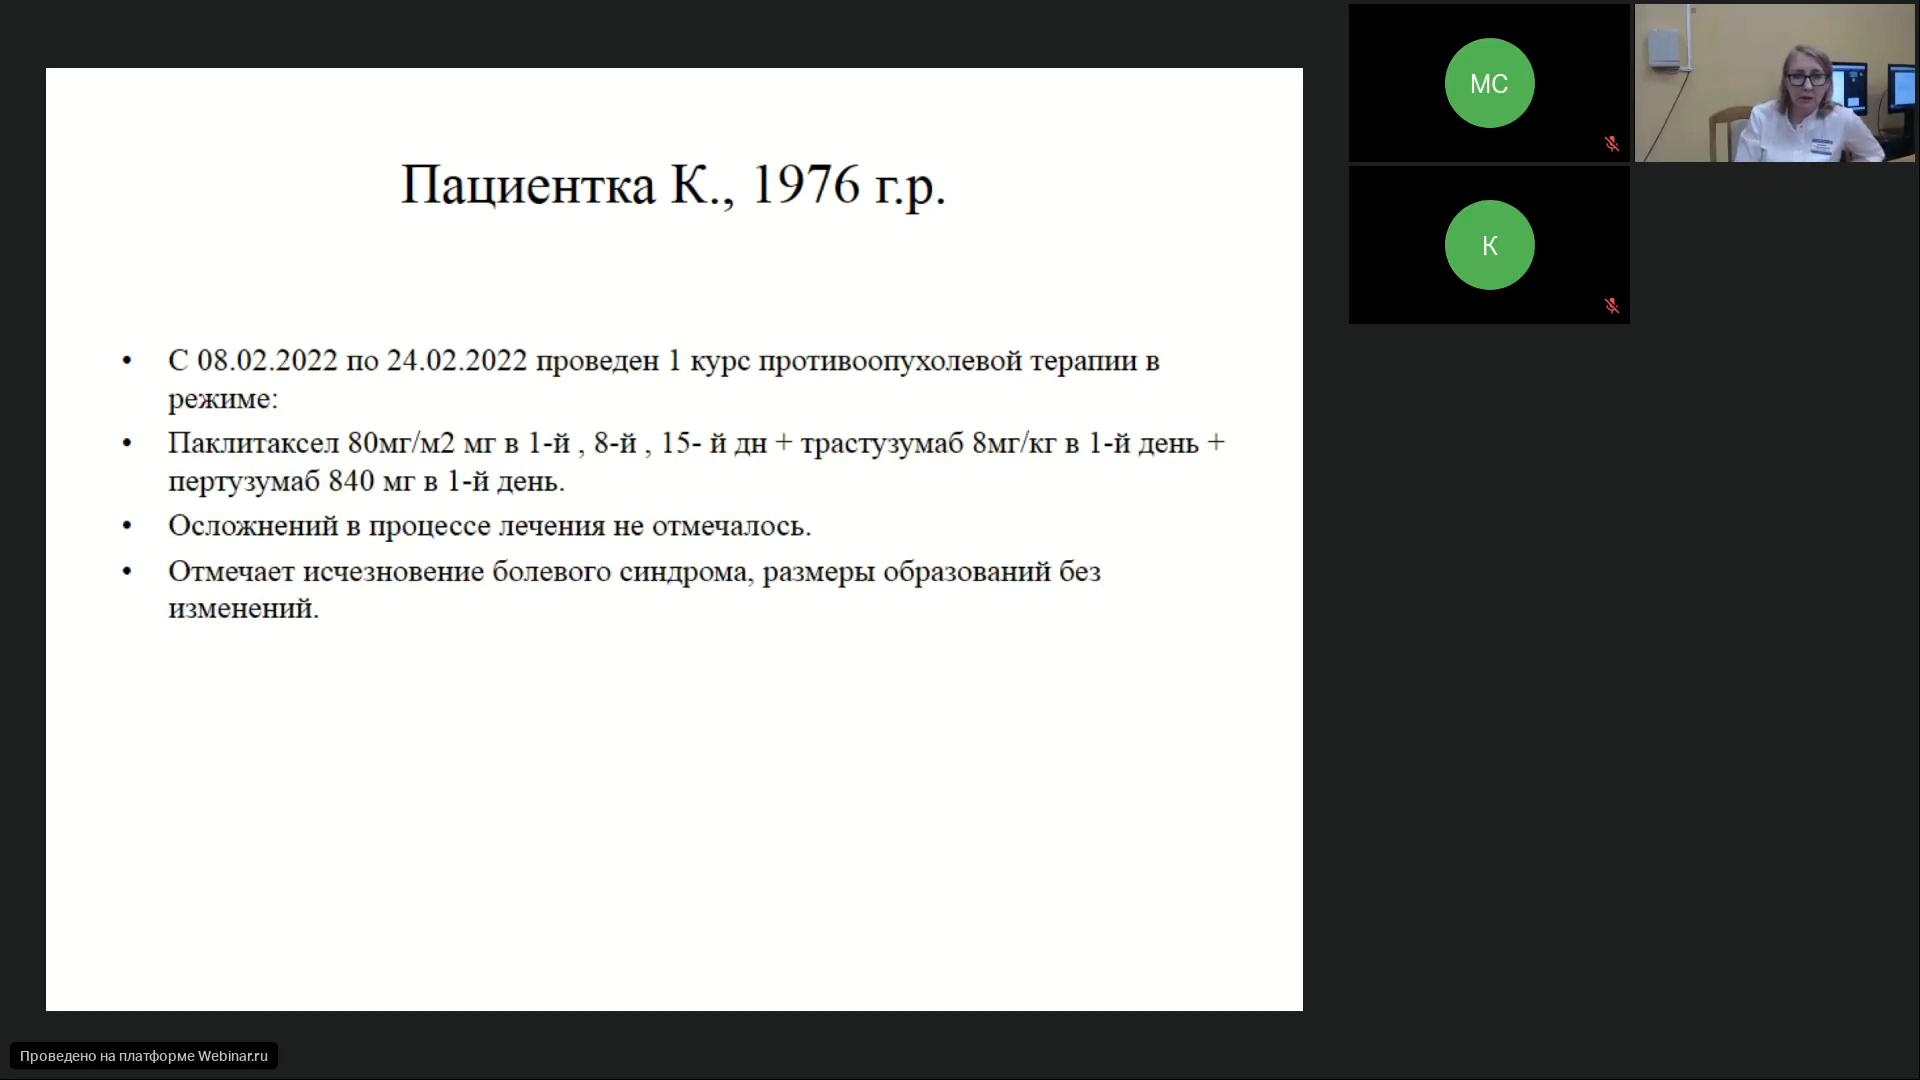 Пациентка К., 1976 г.р.
• С 08.02.2022 по 24.02.2022 проведен 1 курс противоопухолевой терапии в
режиме:
• Паклитаксел 80мг/м2 мг в 1-й , 8-й , 15- й дн + трастузумаб 8мг/кг в 1-й день +
пертузумаб 840 мг в 1-й день.
• Осложнений в процессе лечения не отмечалось.
• Отмечает исчезновение болевого синдрома, размеры образований без
изменений.
МС
К
Проведено на платформе Webinar.ru